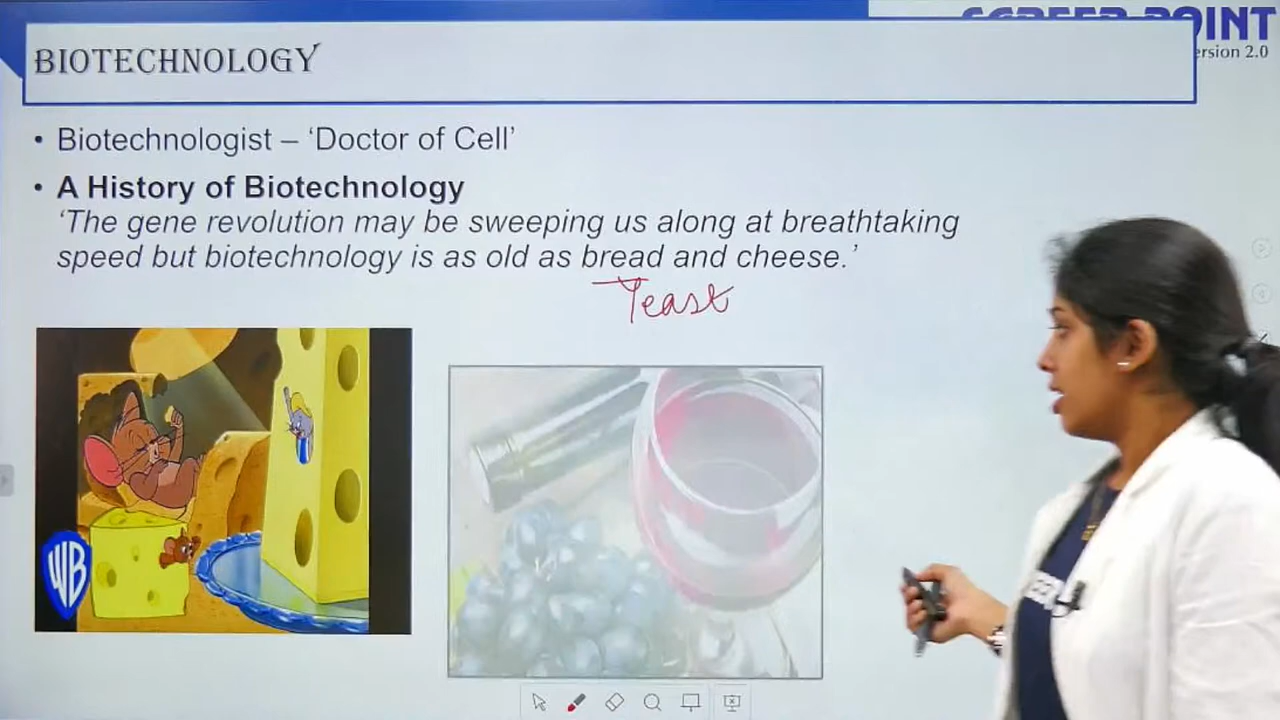 BIOTECHNOLOGY
POINT
ersion 2.0
• Biotechnologist – ‘Doctor of Cell’
• A History of Biotechnology
‘The gene revolution may be sweeping us along at breathtaking
speed but biotechnology is as old as bread and cheese.’
Yeast
WB